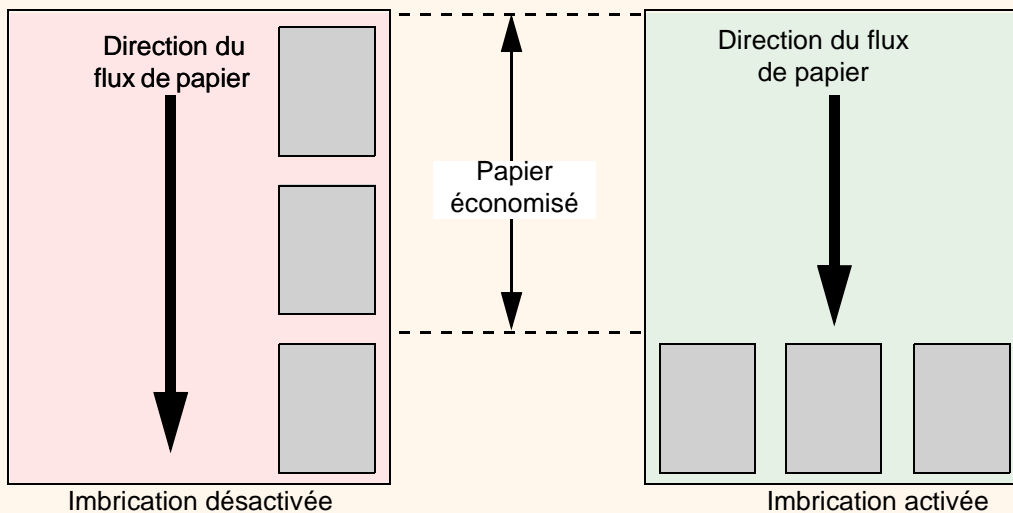 Direction du
flux de papier
Papier
économisé
Direction du flux
de papier
Imbrication désactivée
Imbrication activée